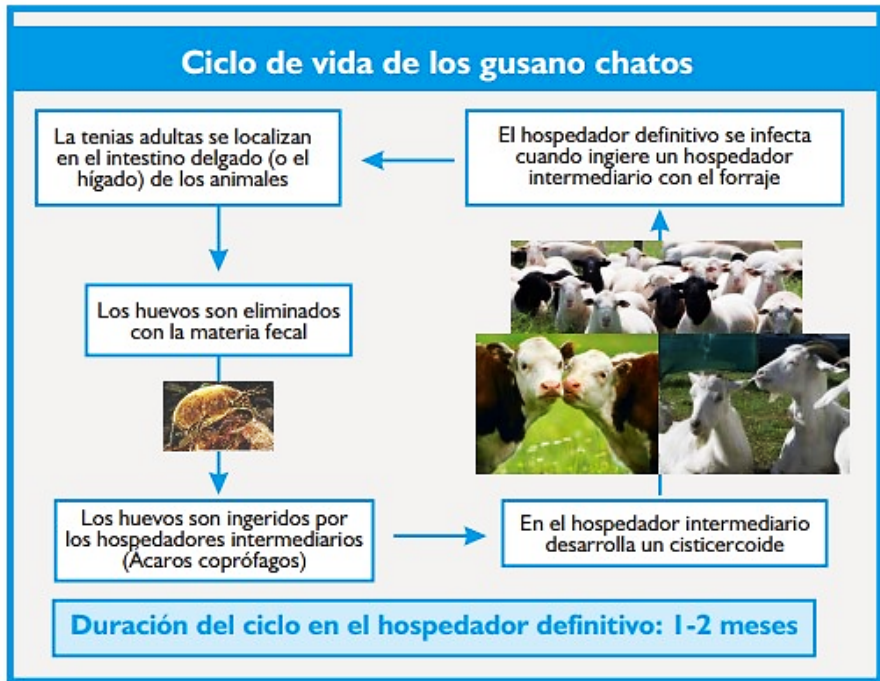 Ciclo de vida de los gusano chatos
La tenias adultas se localizan
en el intestino delgado (o el
hígado) de los animales
El hospedador definitivo se infecta
cuando ingiere un hospedador
intermediario con el forraje
Los huevos son eliminados
con la materia fecal
Los huevos son ingeridos por
los hospedadores intermediarios
(Ácaros coprófagos)
En el hospedador intermediario
desarrolla un cisticercoide
Duración del ciclo en el hospedador definitivo: 1-2 meses